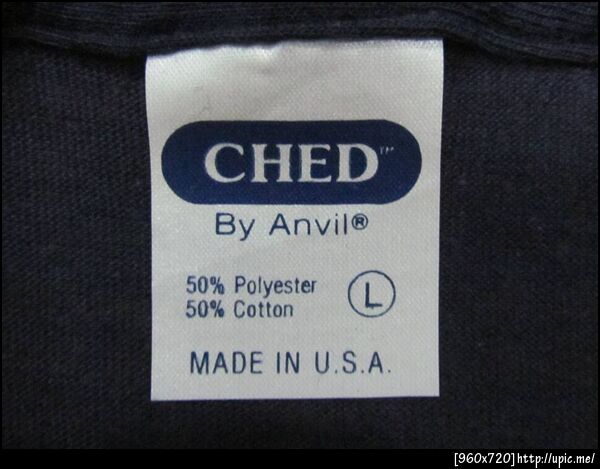 CHED™
By Anvil®
50% Polyester
50% Cotton
L
MADE IN U.S.A.
[960x720]http://upic.me/